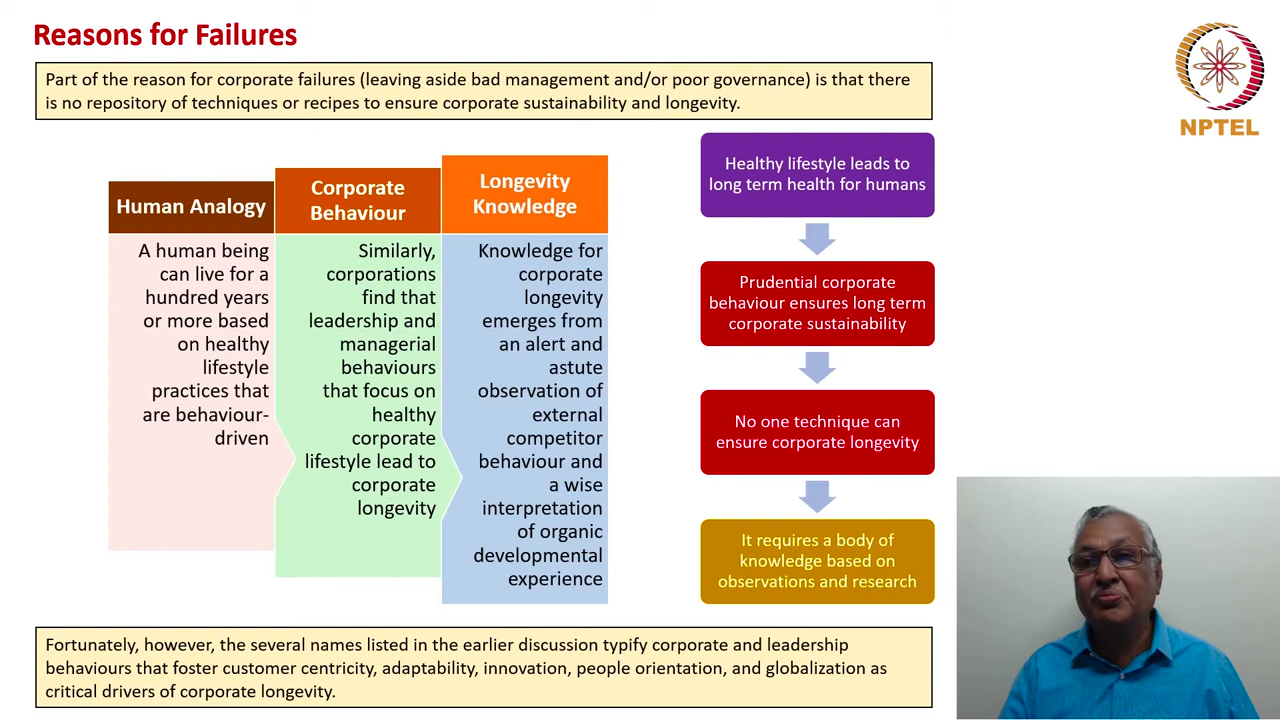 Reasons for Failures
Part of the reason for corporate failures (leaving aside bad management and/or poor governance) is that there
is no repository of techniques or recipes to ensure corporate sustainability and longevity.
NPTEL
Human Analogy
A human being
can live for a
hundred years
or more based
on healthy
lifestyle
practices that
are behaviour-
driven
Corporate
Behaviour
Similarly,
corporations
find that
leadership and
managerial
behaviours
that focus on
healthy
corporate
lifestyle lead to
corporate
longevity
Longevity
Knowledge
Knowledge for
corporate
longevity
emerges from
an alert and
astute
observation of
external
competitor
behaviour and
a wise
interpretation
of organic
developmental
experience
Healthy lifestyle leads to
long term health for humans
Prudential corporate
behaviour ensures long term
corporate sustainability
No one technique can
ensure corporate longevity
It requires a body of
knowledge based on
observations and research
Fortunately, however, the several names listed in the earlier discussion typify corporate and leadership
behaviours that foster customer centricity, adaptability, innovation, people orientation, and globalization as
critical drivers of corporate longevity.